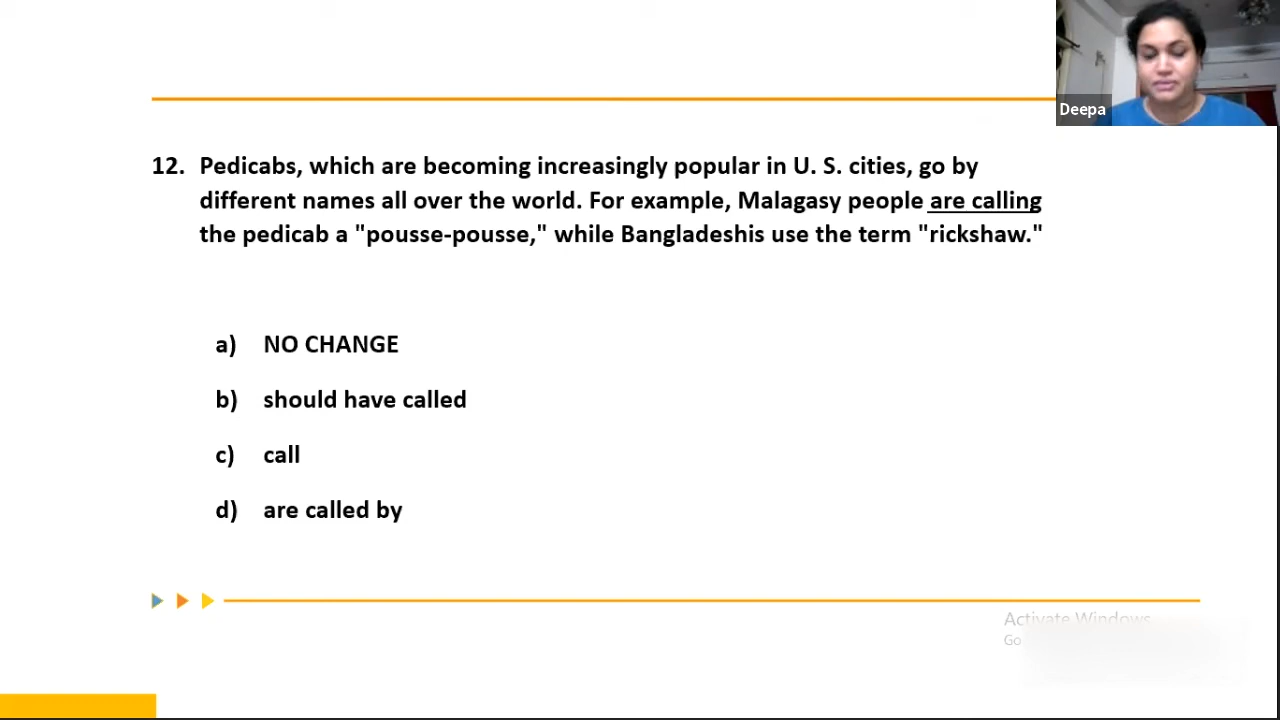 Deepa
12. Pedicabs, which are becoming increasingly popular in U. S. cities, go by
different names all over the world. For example, Malagasy people are calling
the pedicab a "pousse-pousse," while Bangladeshis use the term "rickshaw."
a) NO CHANGE
b) should have called
c) call
d) are called by
Activate Windows
Go